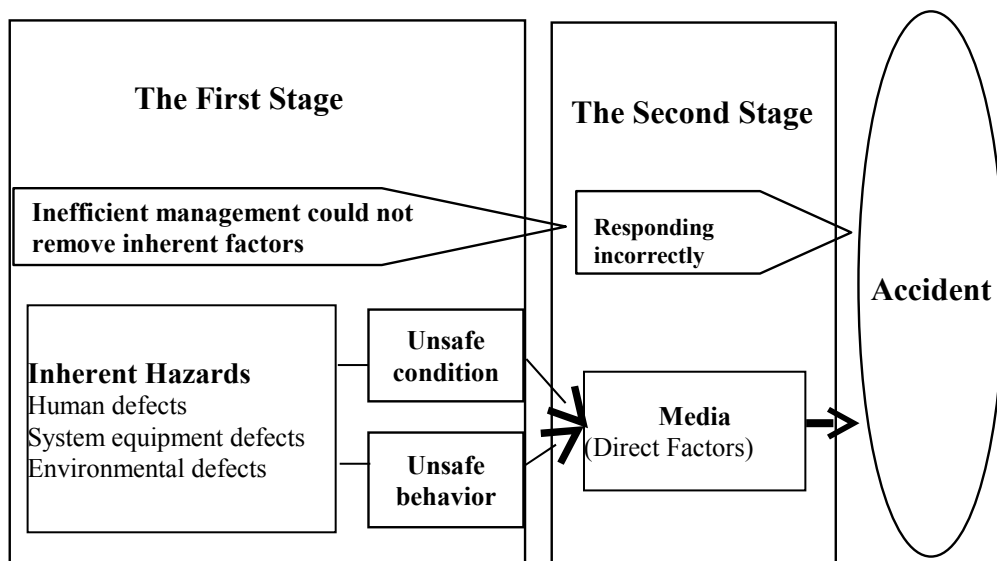 The First Stage
Inefficient management could not
remove inherent factors
Inherent Hazards
Human defects
System equipment defects
Environmental defects
Unsafe
condition
Unsafe
behavior
The Second Stage
Responding
incorrectly
Media
(Direct Factors)
Accident